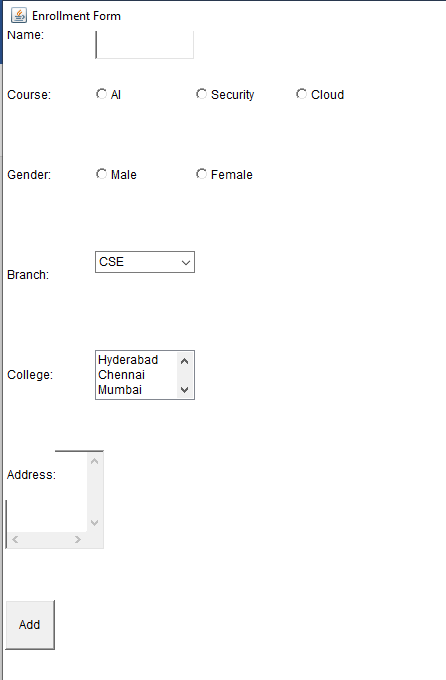 Enrollment Form
Name:
Course: AI Security Cloud
Gender: Male Female
Branch: CSE
College: Hyderabad
Chennai
Mumbai
Address:
Add